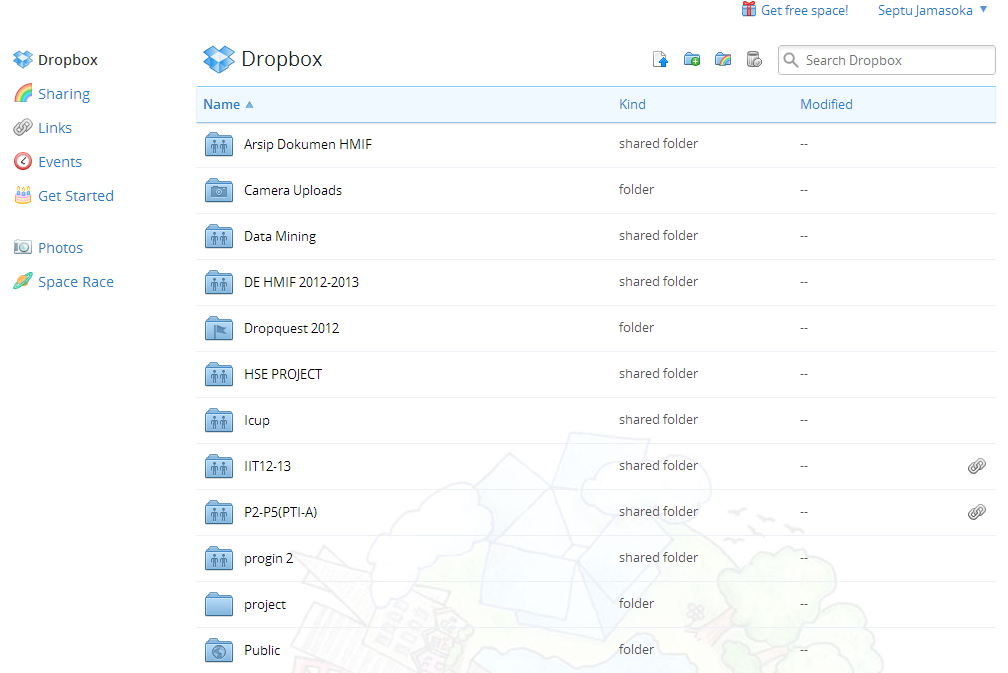 Get free space! Septu Jamasoka
Dropbox
Sharing
Links
Events
Get Started
Photos
Space Race
Dropbox Search Dropbox
Name Kind Modified
Arsip Dokumen HMIF shared folder --
Camera Uploads folder --
Data Mining shared folder --
DE HMIF 2012-2013 shared folder --
Dropquest 2012 folder --
HSE PROJECT shared folder --
Icup shared folder --
IIT12-13 shared folder --
P2-P5(PTI-A) shared folder --
progin 2 shared folder --
project folder --
Public folder --